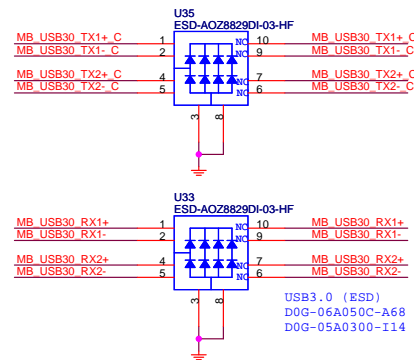 U35
ESD-AOZ8829DI-03-HF
MB_USB30_TX1+_C 1 NC 10 MB_USB30_TX1+_C
MB_USB30_TX1-_C 2 NC 9 MB_USB30_TX1-_C
MB_USB30_TX2+_C 4 NC 7 MB_USB30_TX2+_C
MB_USB30_TX2-_C 5 NC 6 MB_USB30_TX2-_C
3 8
U33
ESD-AOZ8829DI-03-HF
MB_USB30_RX1+ 1 NC 10 MB_USB30_RX1+
MB_USB30_RX1- 2 NC 9 MB_USB30_RX1-
MB_USB30_RX2+ 4 NC 7 MB_USB30_RX2+
MB_USB30_RX2- 5 NC 6 MB_USB30_RX2-
3 8
USB3.0 (ESD)
D0G-06A050C-A68
D0G-05A0300-I14